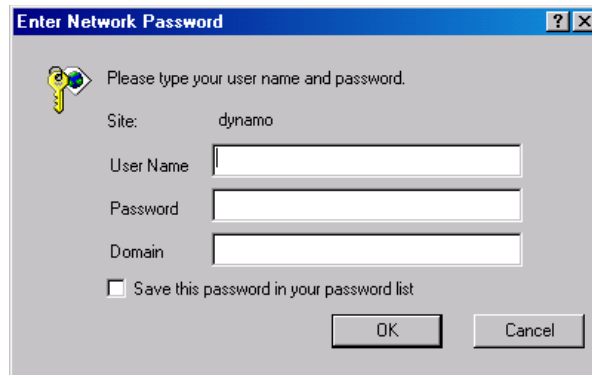 Enter Network Password
Please type your user name and password.
Site: dynamo
User Name
Password
Domain
Save this password in your password list
OK Cancel